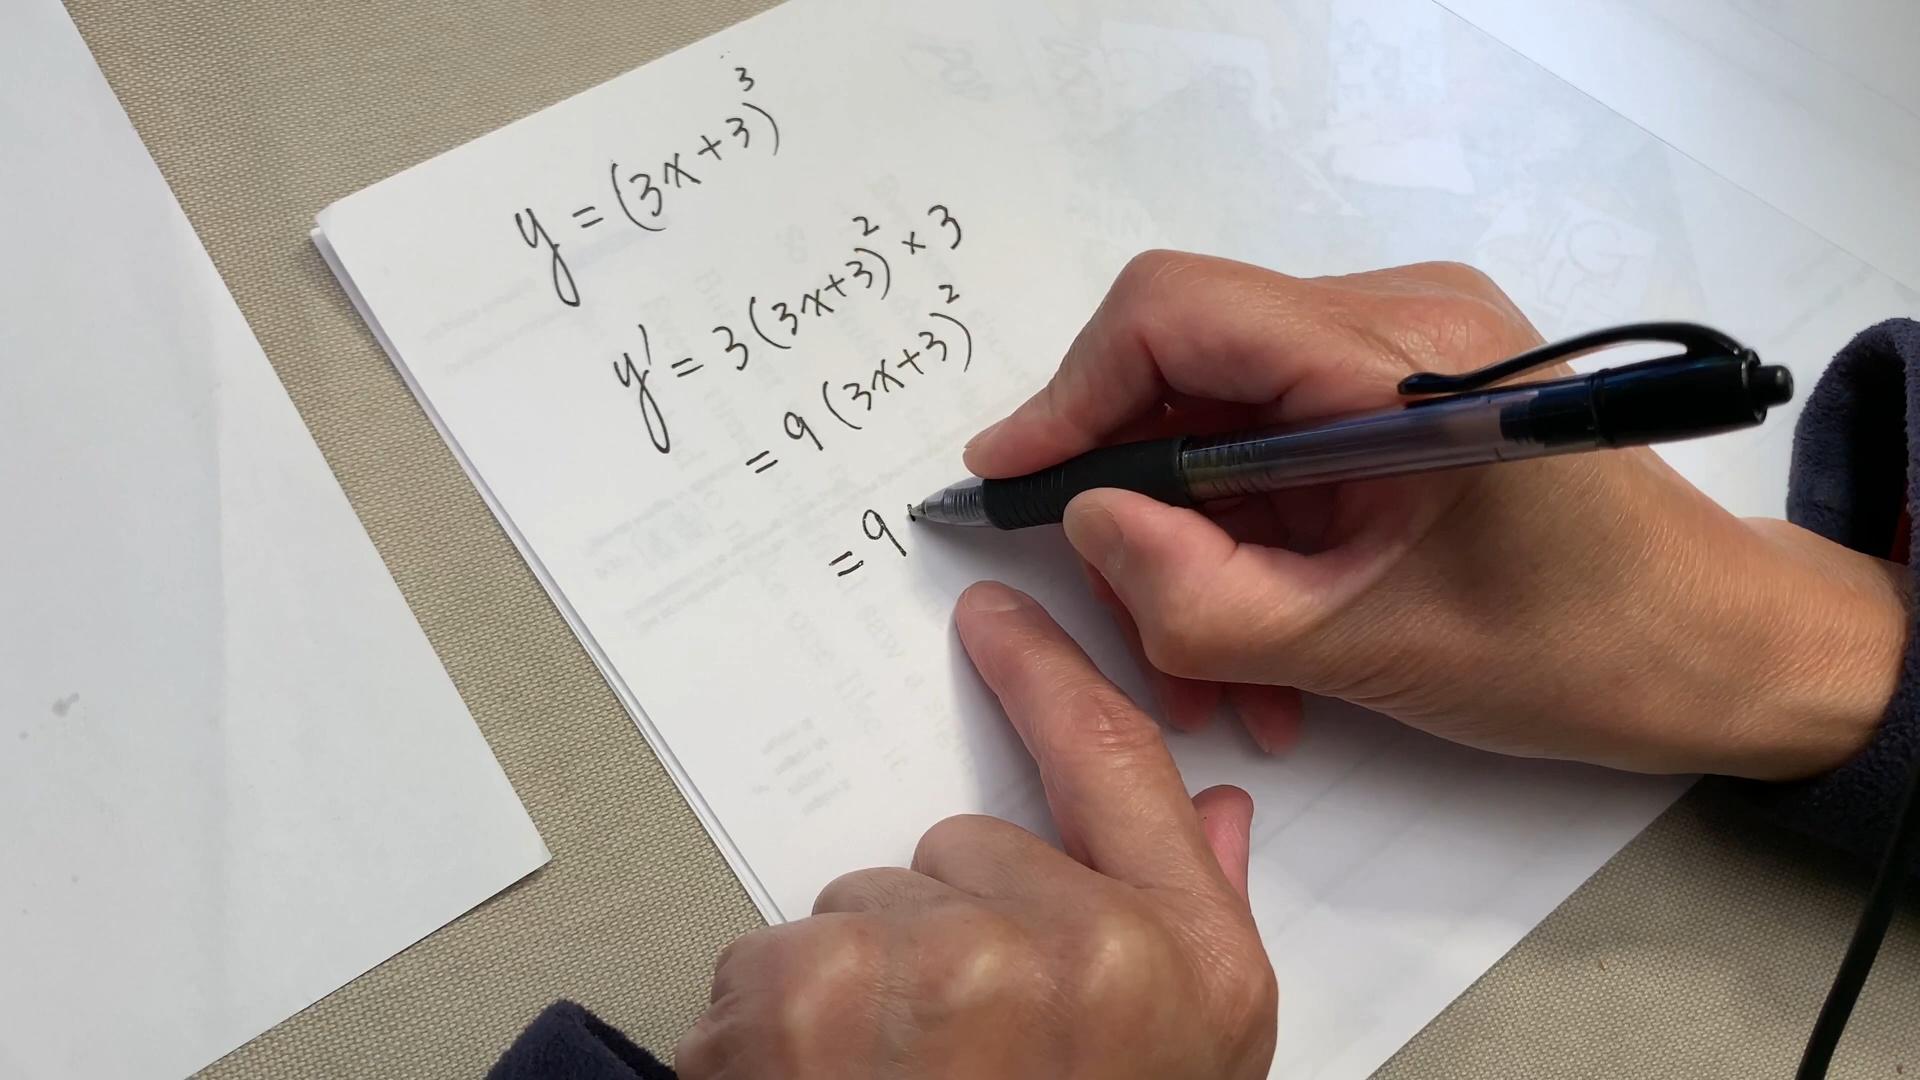 y = (3x+3)³
y' = 3(3x+3)² × 3
= 9(3x+3)²
= 9